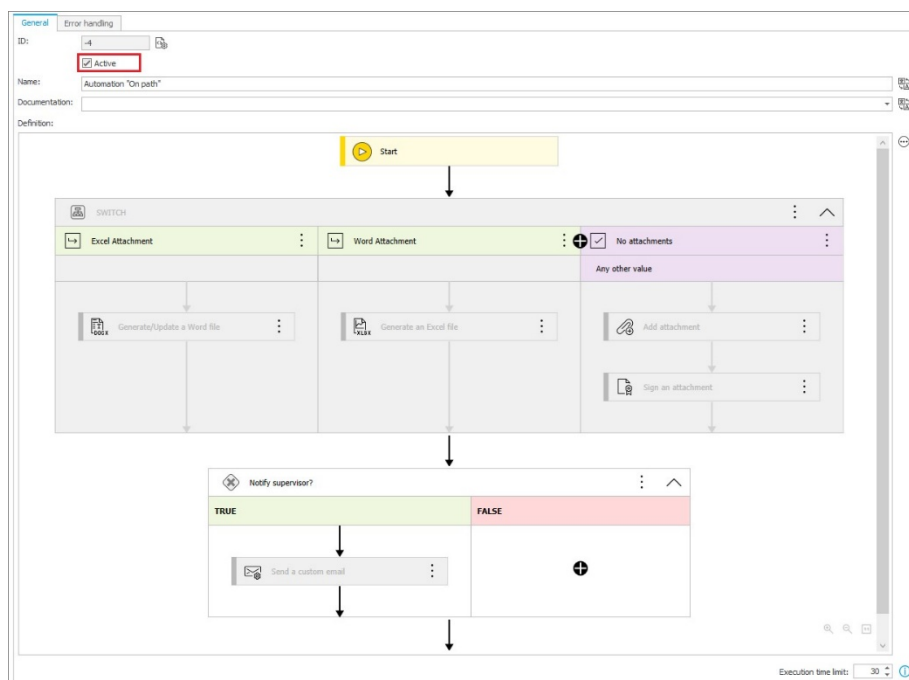 General Error handling
ID: -4
Active
Name: Automation "On path"
Documentation:
Definition:
Start
SWITCH
Excel Attachment Word Attachment No attachments
Any other value
DOCX Generate/Update a Word file XLSX Generate an Excel file Add attachment
Sign an attachment
Notify supervisor?
TRUE FALSE
Send a custom email
Execution time limit: 30